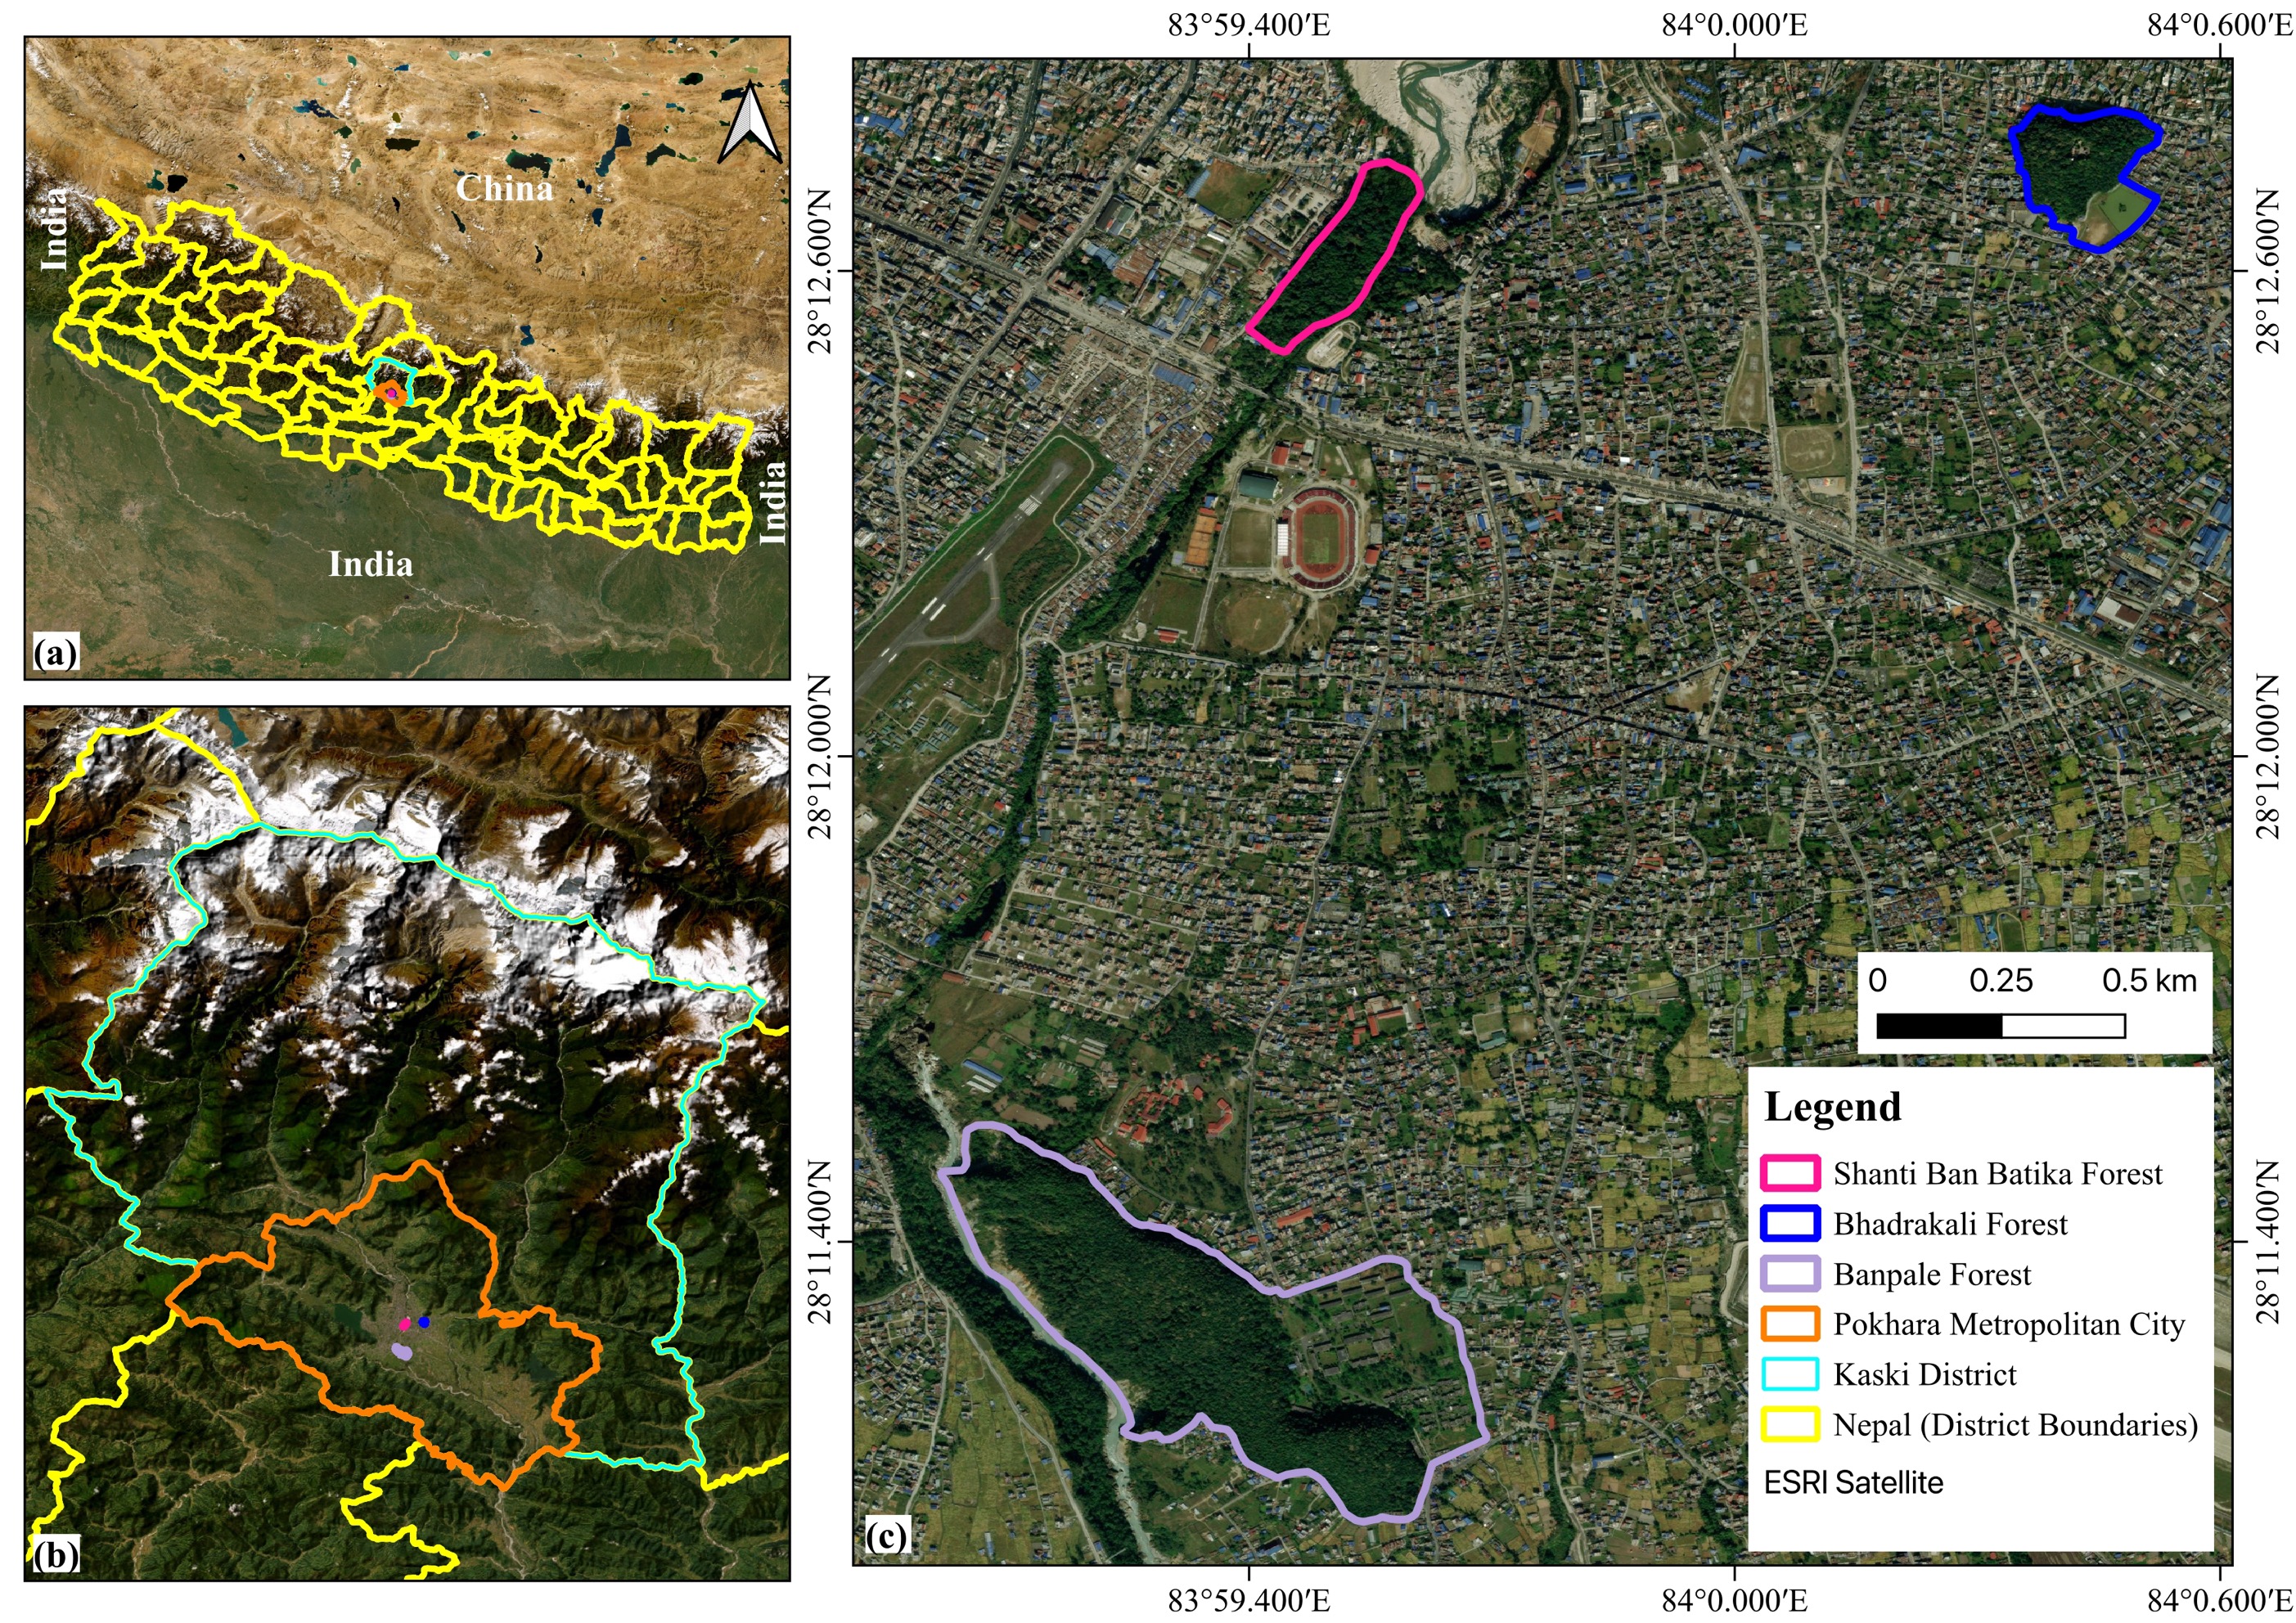 India
China
India
India
(a)
(b)
83°59.400′E
84°0.000′E
84°0.600′E
28°12.600′N
28°12.600′N
28°12.000′N
28°12.000′N
28°11.400′N
28°11.400′N
0 0.25 0.5 km
Legend
Shanti Ban Batika Forest
Bhadrakali Forest
Banpale Forest
Pokhara Metropolitan City
Kaski District
Nepal (District Boundaries)
ESRI Satellite
(c)
83°59.400′E
84°0.000′E
84°0.600′E